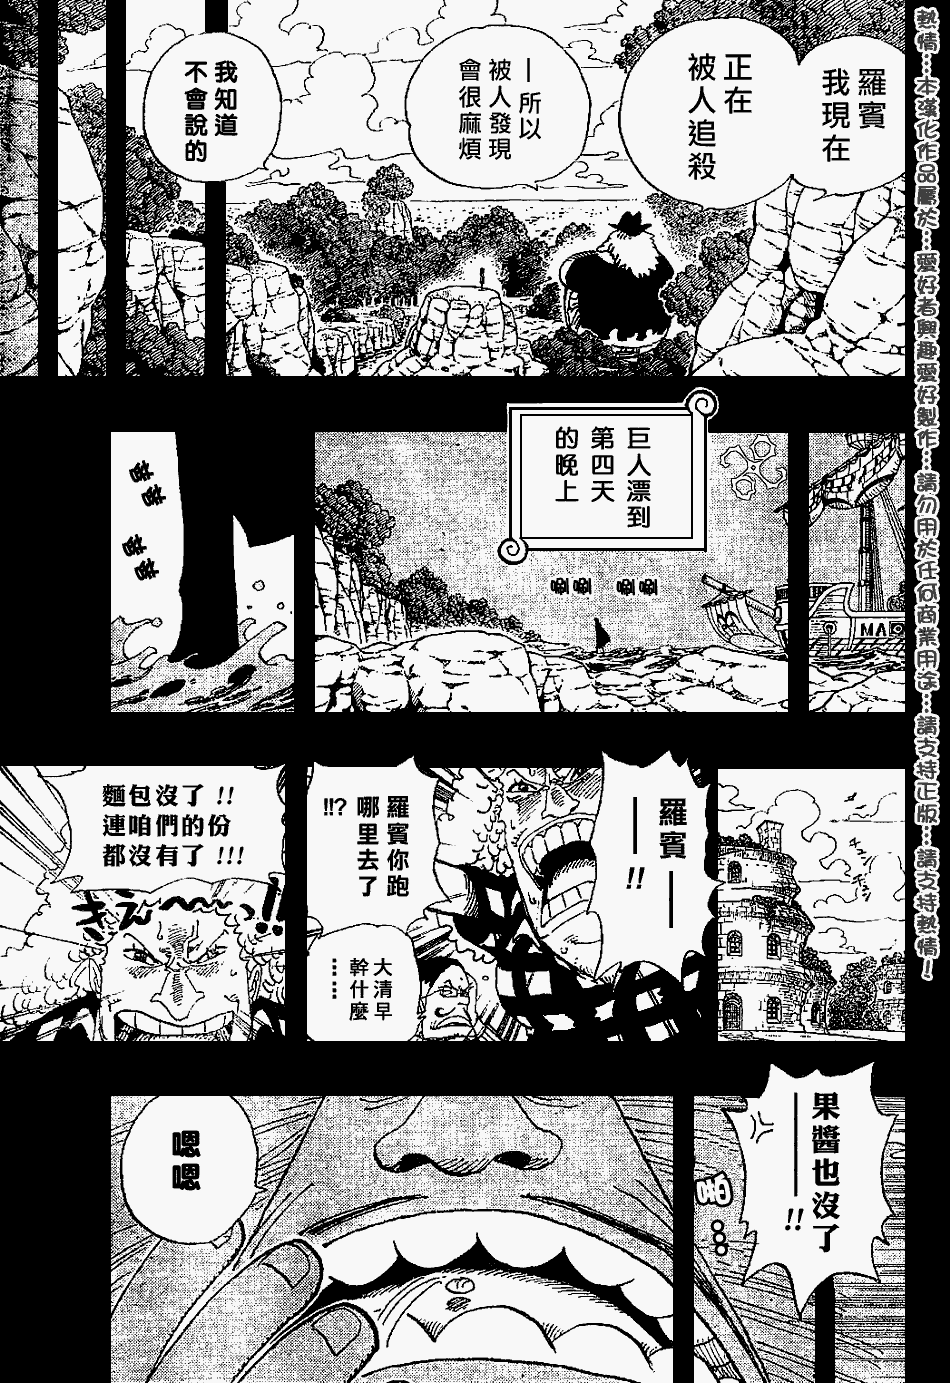 羅賓
我現在
正在
被人追殺
—所以
被人發現
會很麻煩
我知道
不會說的
巨人漂到
第四天
的晚上
MA
羅賓——!!
羅賓你跑
哪里去了
!!?
大清早
幹什麼
……
麵包沒了!!
連咱們的份
都沒有了!!!
きえ〜〜〜っ!!
果醬也沒了
——!!
啪…
嗯
嗯
熱情…本漢化作品屬於…愛好者興趣愛好製作…請勿用於任何商業用途…請支持正版…請支持熱情!